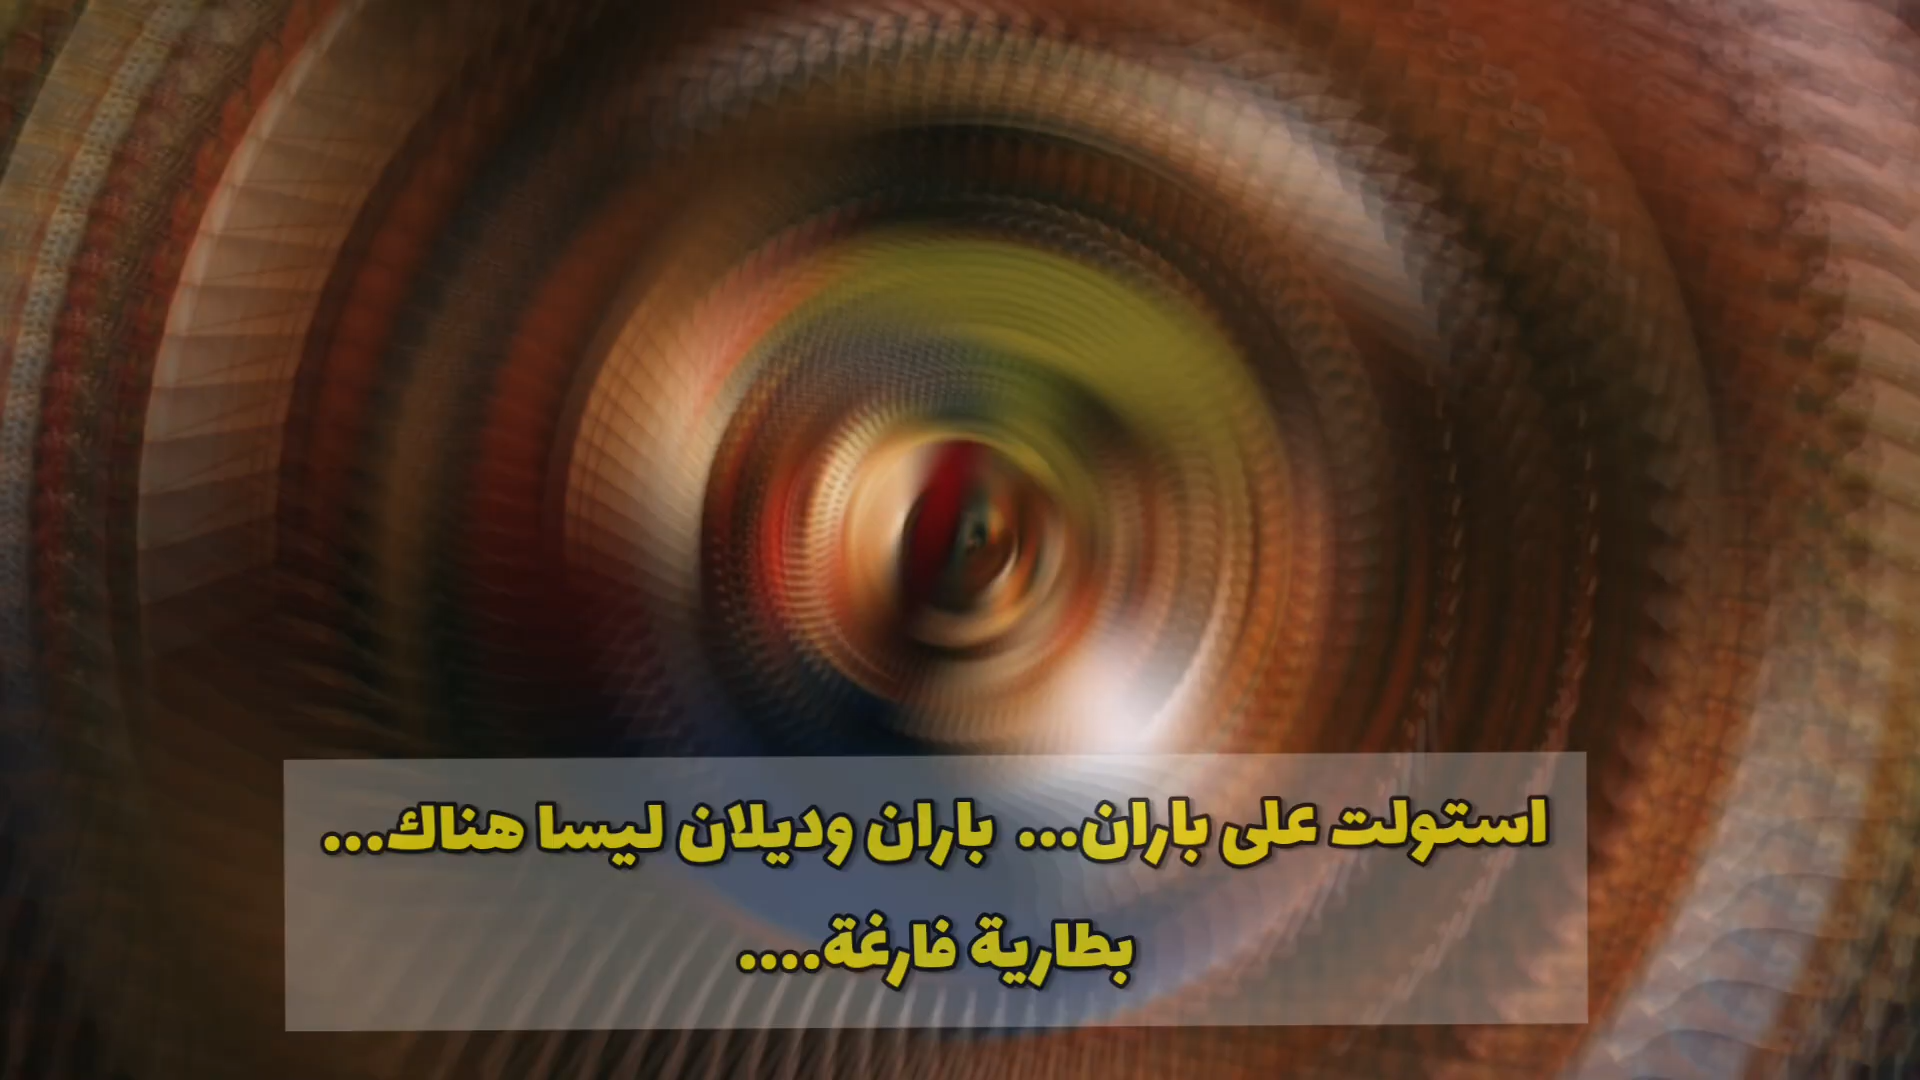 استولت على باران... باران وديلان ليسا هناك...
بطارية فارغة....